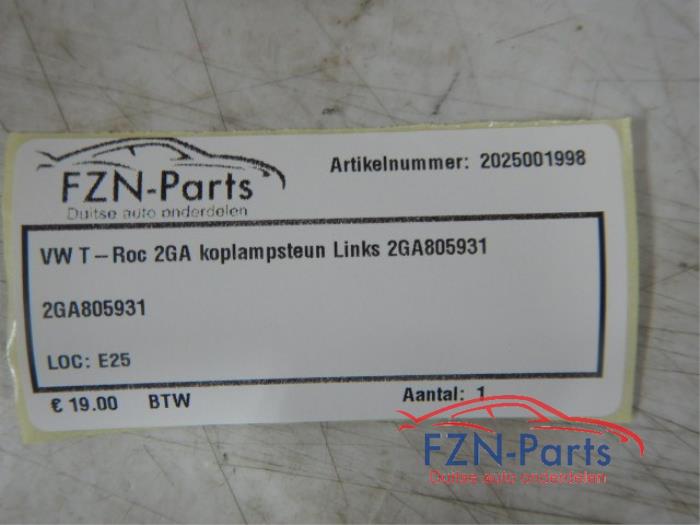 FZN-Parts
Duitse auto onderdelen
Artikelnummer: 2025001998
VW T-Roc 2GA koplampsteun Links 2GA805931
2GA805931
LOC: E25
€ 19.00 BTW Aantal: 1
FZN-Parts
Duitse auto onderdelen